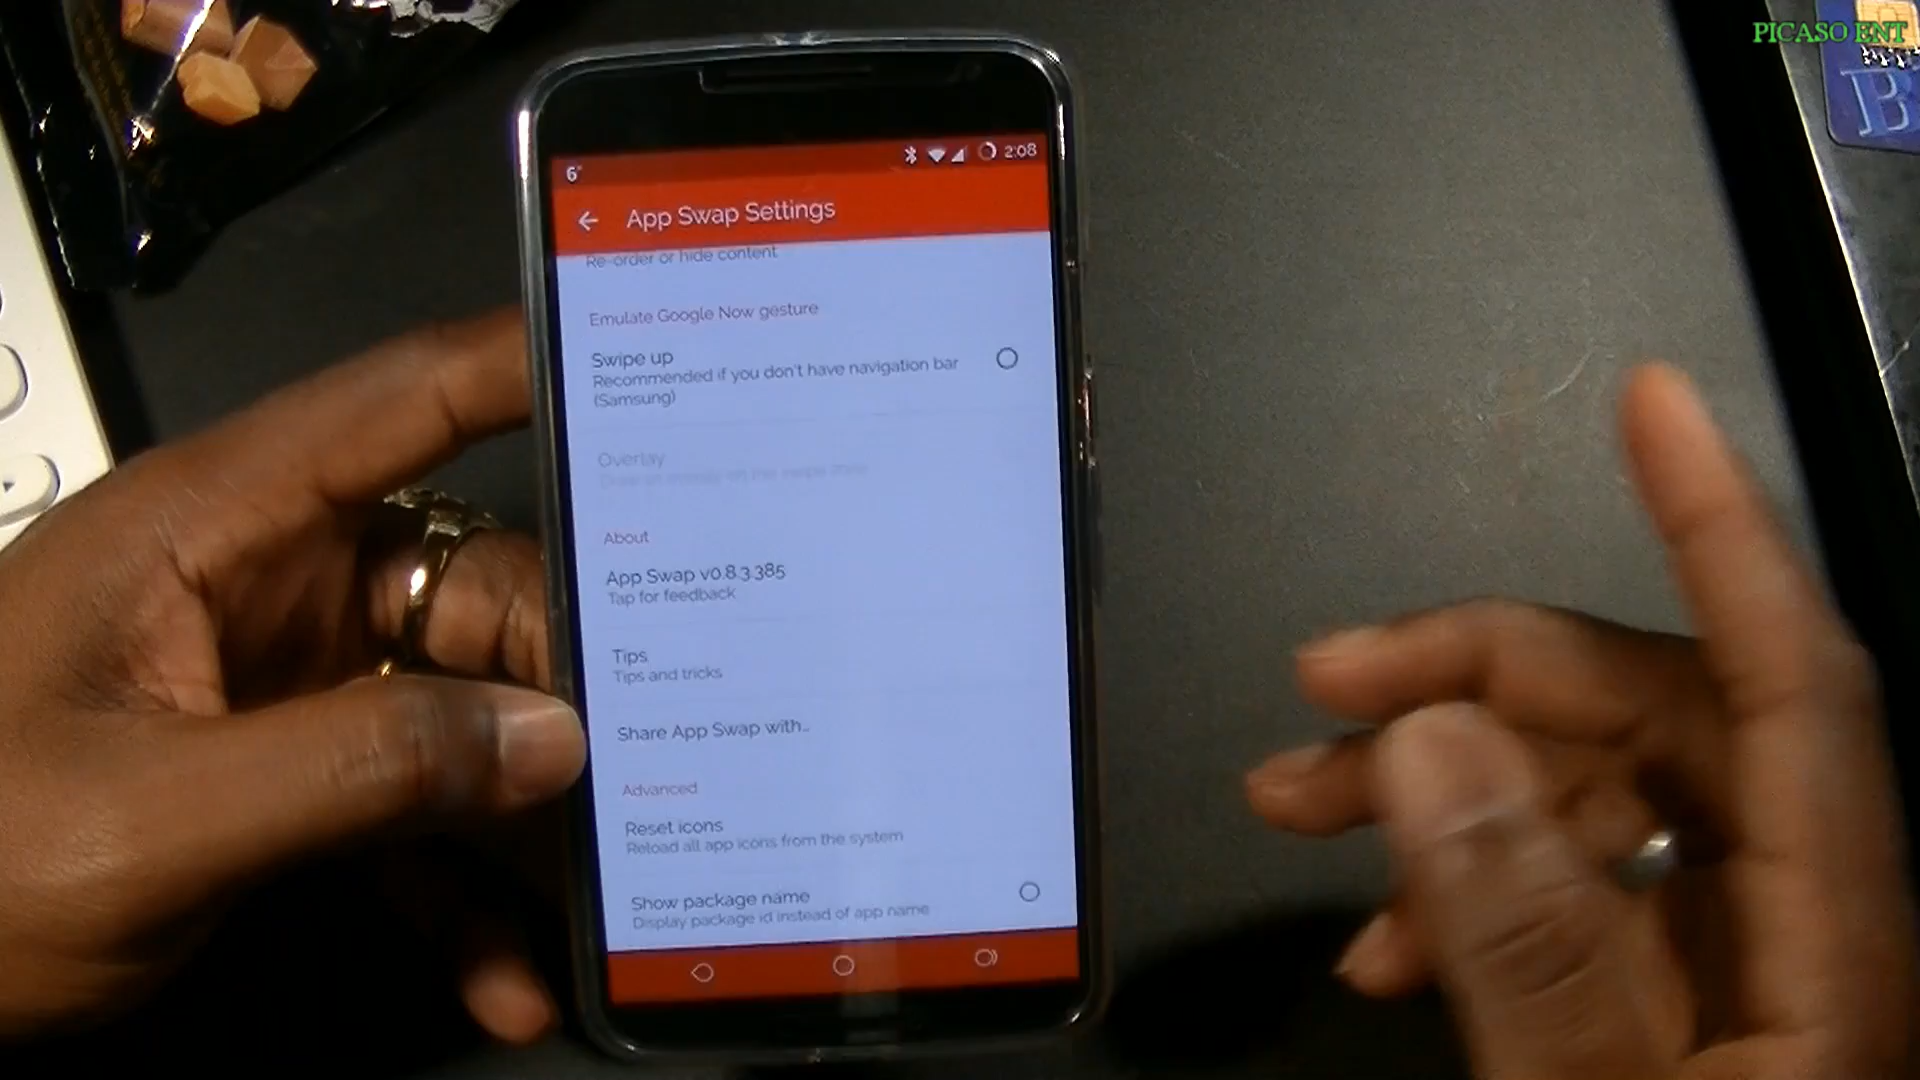 PICASO ENT
B
6°
2:08
App Swap Settings
Re-order or hide content
Emulate Google Now gesture
Swipe up
Recommended if you don't have navigation bar
(Samsung)
Overlay
About
App Swap v0.8.3.385
Tap for feedback
Tips
Tips and tricks
Share App Swap with...
Advanced
Reset icons
Reload all app icons from the system
Show package name
Display package id instead of app name